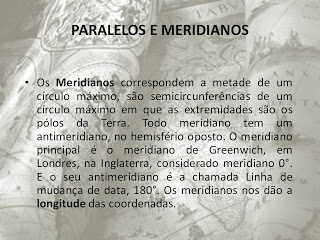 PARALELOS E MERIDIANOS
• Os Meridianos correspondem a metade de um
círculo máximo, são semicircunferências de um
círculo máximo em que as extremidades são os
pólos da Terra. Todo meridiano tem um
antimeridiano, no hemisfério oposto. O meridiano
principal é o meridiano de Greenwich, em
Londres, na Inglaterra, considerado meridiano 0°.
E o seu antimeridiano é a chamada Linha de
mudança de data, 180°. Os meridianos nos dão a
longitude das coordenadas.